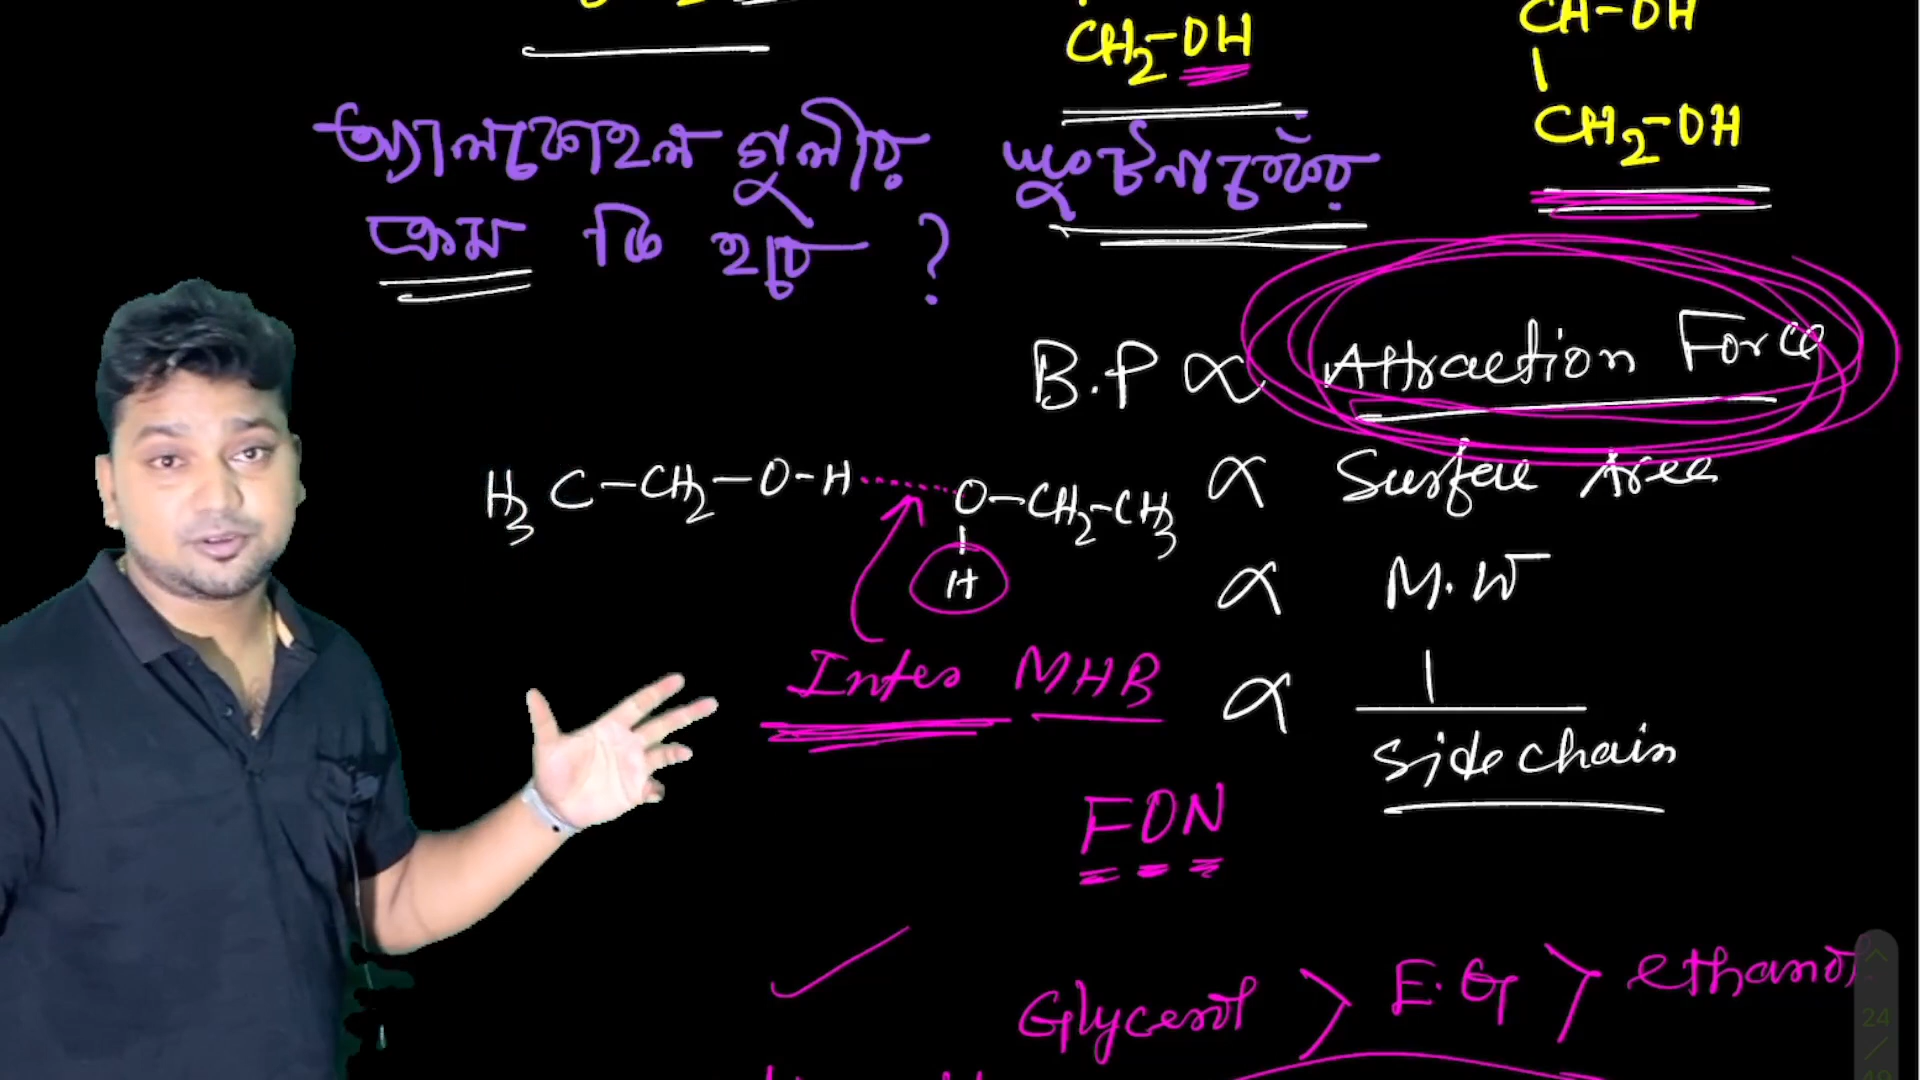 CH2-OH
CH-OH
CH2-OH
অ্যালকোহল গুলীর স্ফুটনাঙ্কের
ক্রম কি হবে ?
B.P ∝ Attraction Force
H3C-CH2-O-H......O-CH2-CH3
H
∝ Surface Area
∝ M.W
Inter MHB
∝ 1
side chain
FON
Glycerol > E.G > ethanol
24